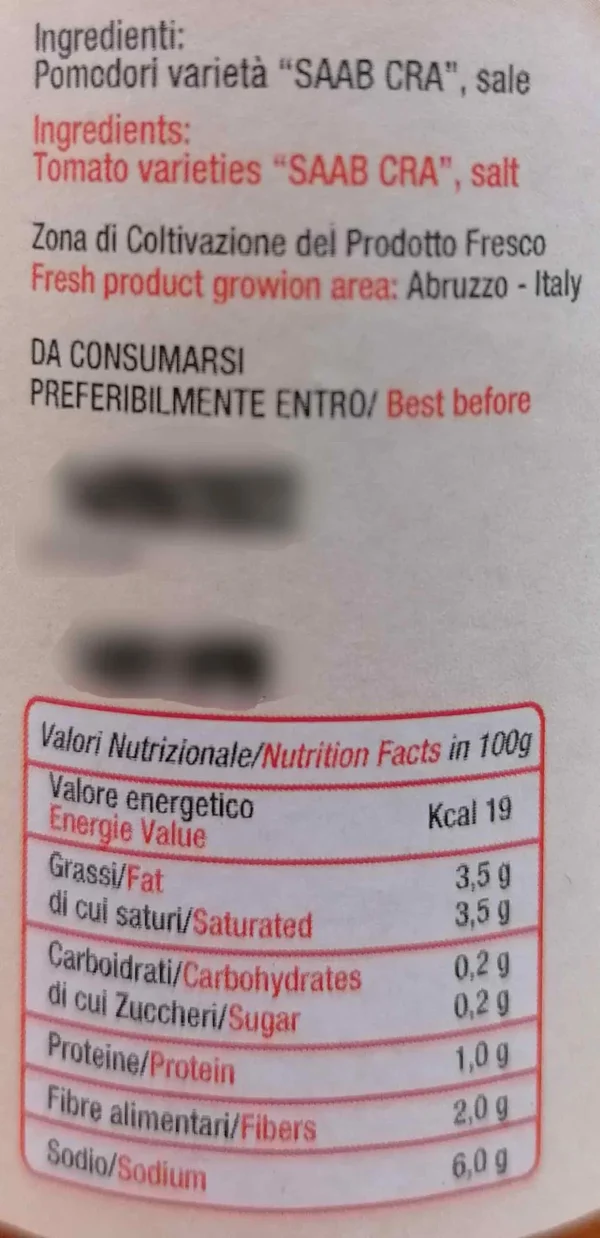 Ingredienti:
Pomodori varietà “SAAB CRA”, sale
Ingredients:
Tomato varieties “SAAB CRA”, salt
Zona di Coltivazione del Prodotto Fresco
Fresh product growion area: Abruzzo - Italy
DA CONSUMARSI
PREFERIBILMENTE ENTRO/ Best before
Valori Nutrizionale/Nutrition Facts in 100g
Valore energetico Kcal 19
Energie Value
Grassi/Fat 3,5 g
di cui saturi/Saturated 3,5 g
Carboidrati/Carbohydrates 0,2 g
di cui Zuccheri/Sugar 0,2 g
Proteine/Protein 1,0 g
Fibre alimentari/Fibers 2,0 g
Sodio/Sodium 6,0 g